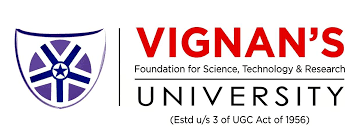 VIGNAN'S
Foundation for Science, Technology & Research
UNIVERSITY
(Estd u/s 3 of UGC Act of 1956)